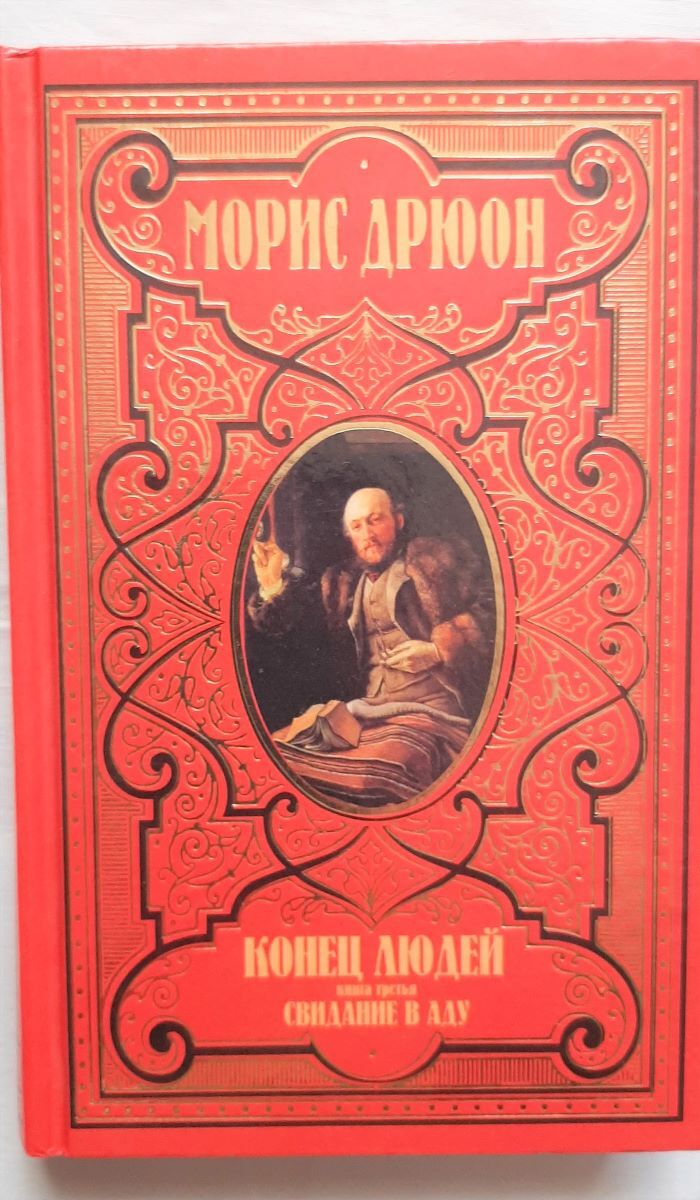 МОРИС ДРЮОН
КОНЕЦ ЛЮДЕЙ
книга третья
СВИДАНИЕ В АДУ